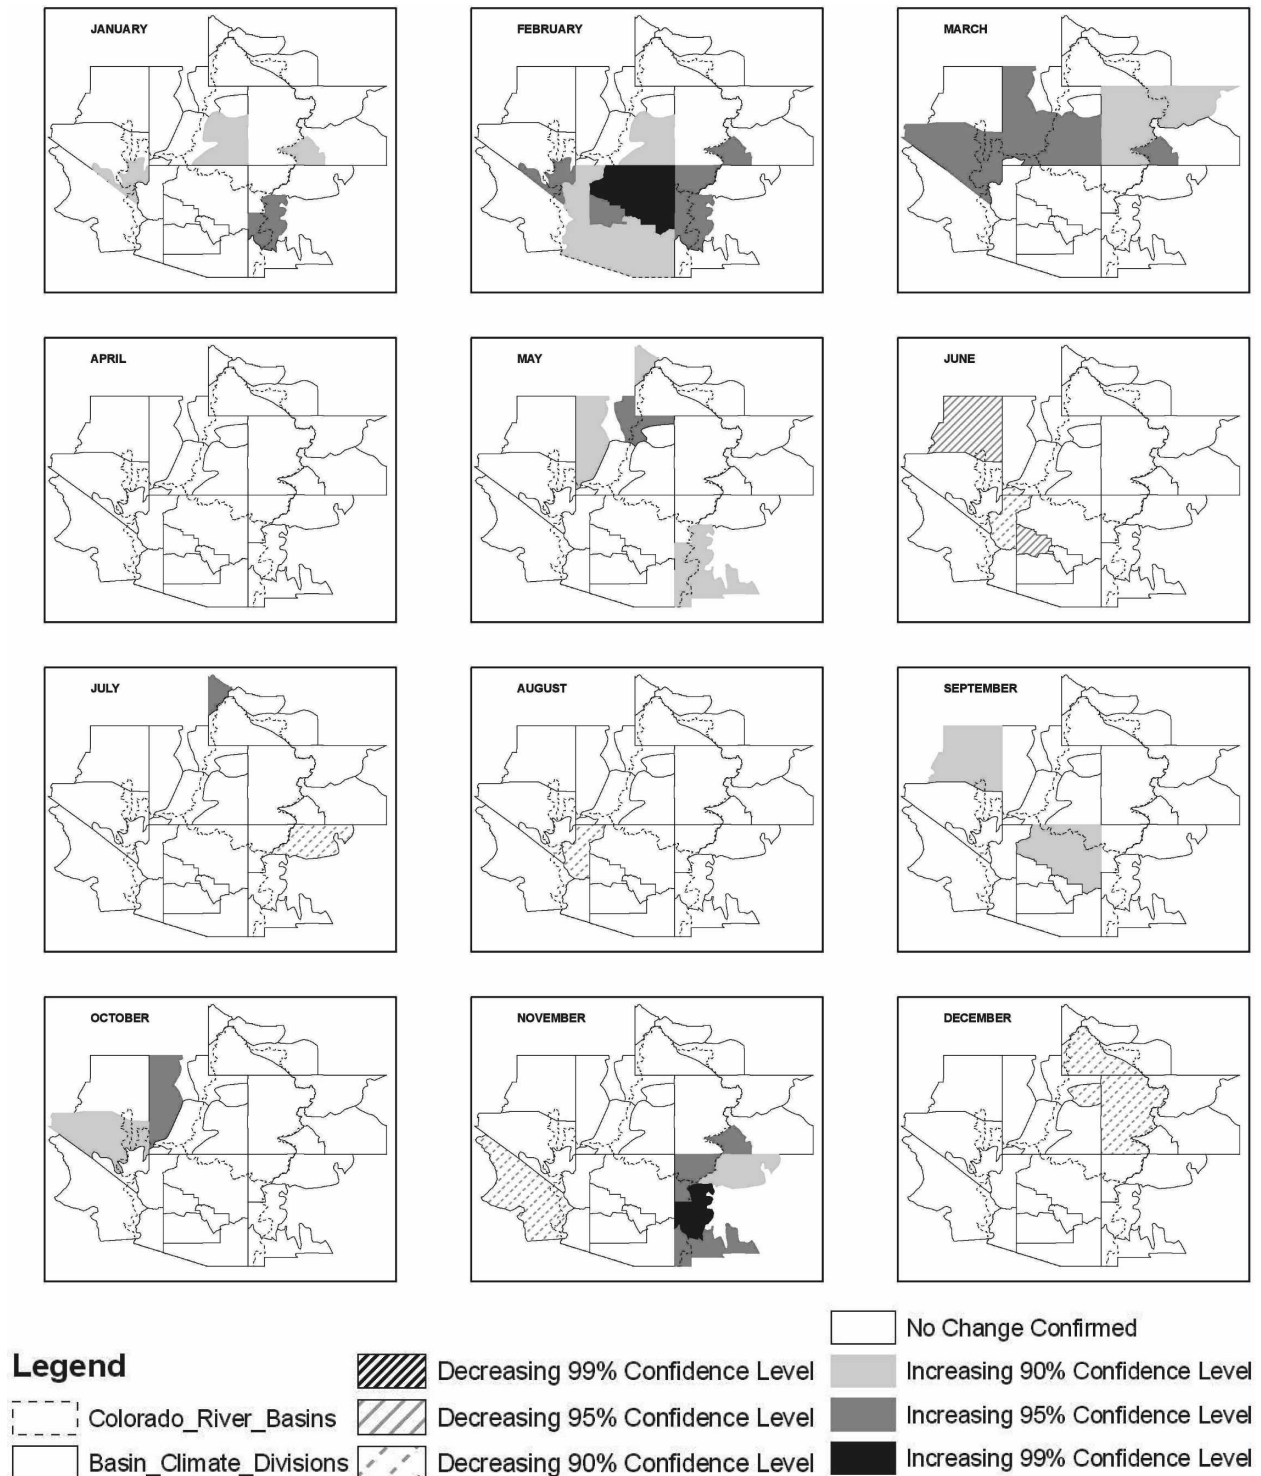 JANUARY
FEBRUARY
MARCH
APRIL
MAY
JUNE
JULY
AUGUST
SEPTEMBER
OCTOBER
NOVEMBER
DECEMBER
Legend
Colorado_River_Basins
Basin_Climate_Divisions
Decreasing 99% Confidence Level
Decreasing 95% Confidence Level
Decreasing 90% Confidence Level
No Change Confirmed
Increasing 90% Confidence Level
Increasing 95% Confidence Level
Increasing 99% Confidence Level